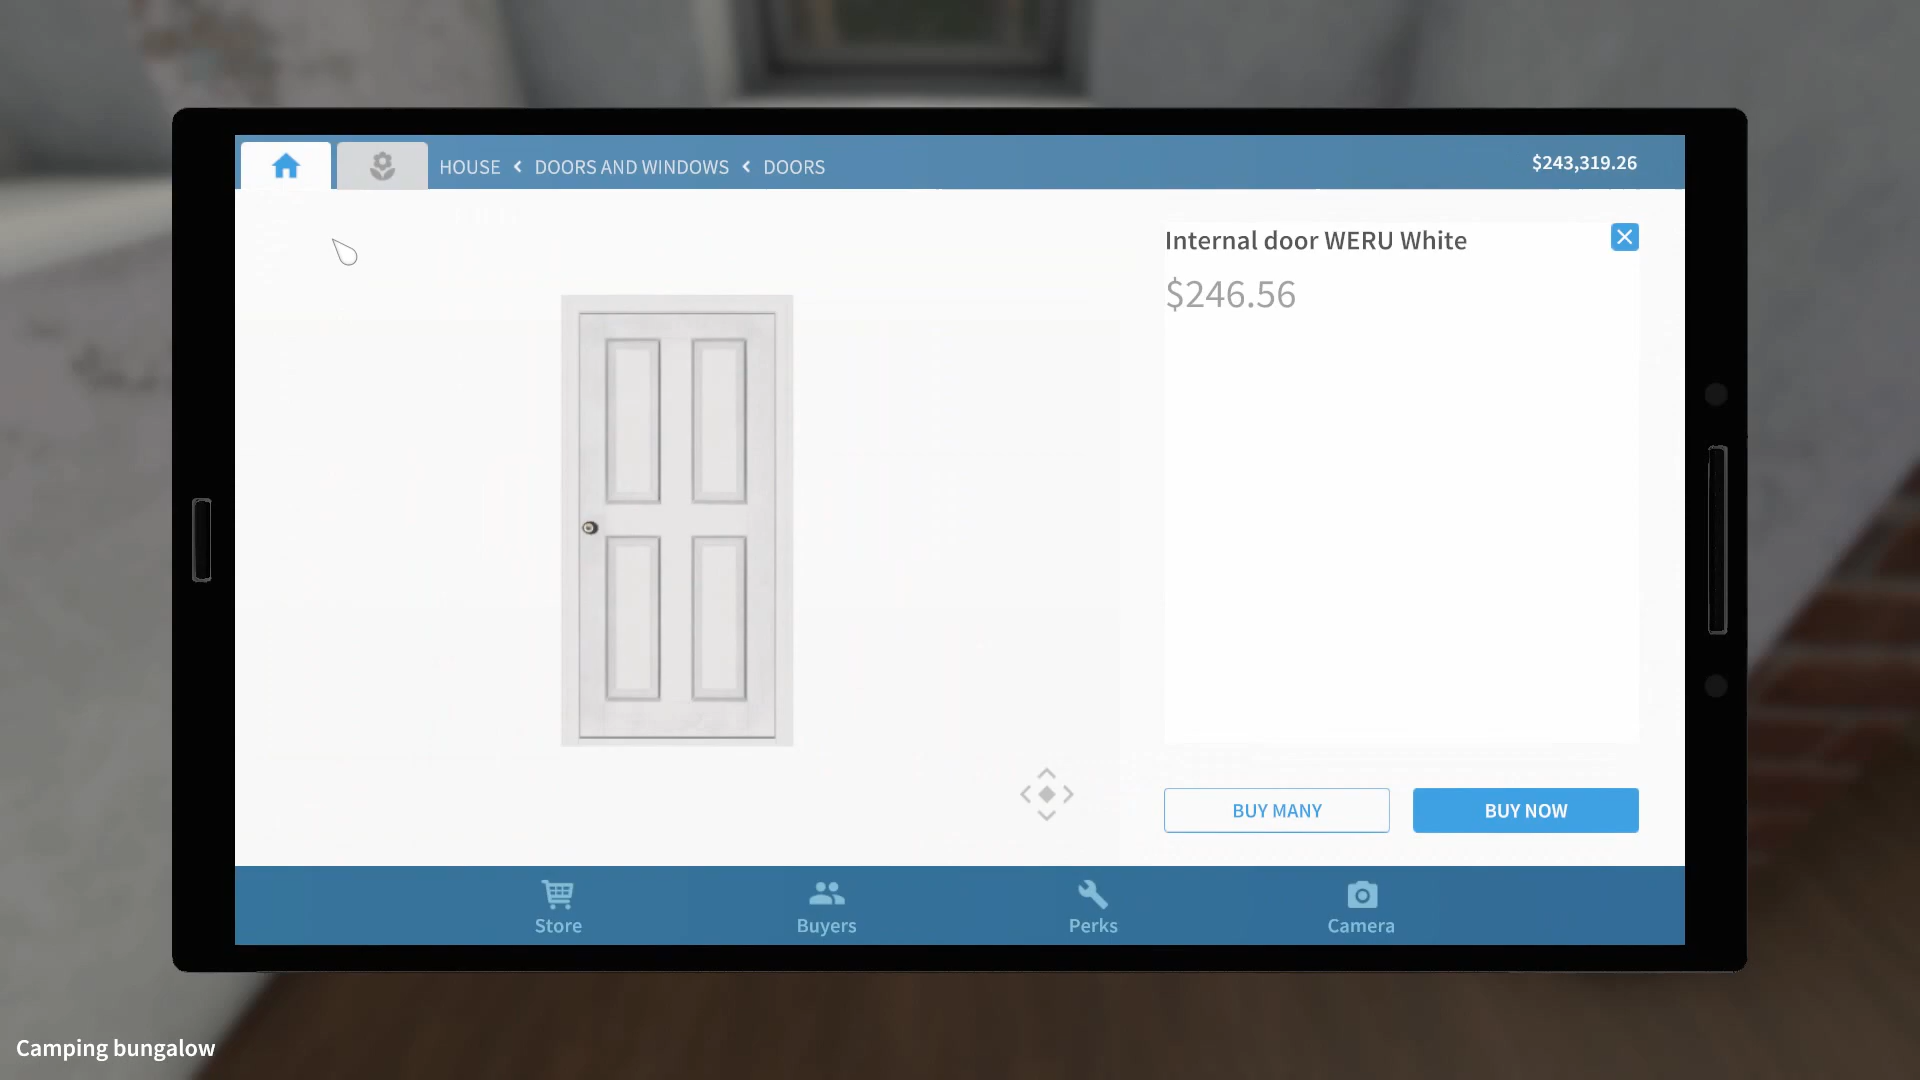 HOUSE < DOORS AND WINDOWS < DOORS
$243,319.26
Internal door WERU White
$246.56
BUY MANY
BUY NOW
Store
Buyers
Perks
Camera
Camping bungalow